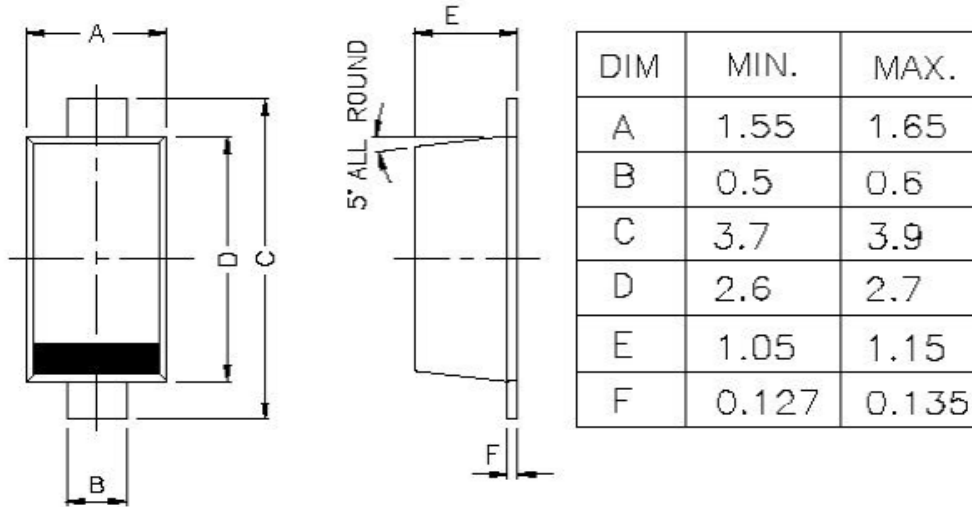 A
B
C
D
E
F
5° ALL ROUND
DIM MIN. MAX.
A 1.55 1.65
B 0.5 0.6
C 3.7 3.9
D 2.6 2.7
E 1.05 1.15
F 0.127 0.135